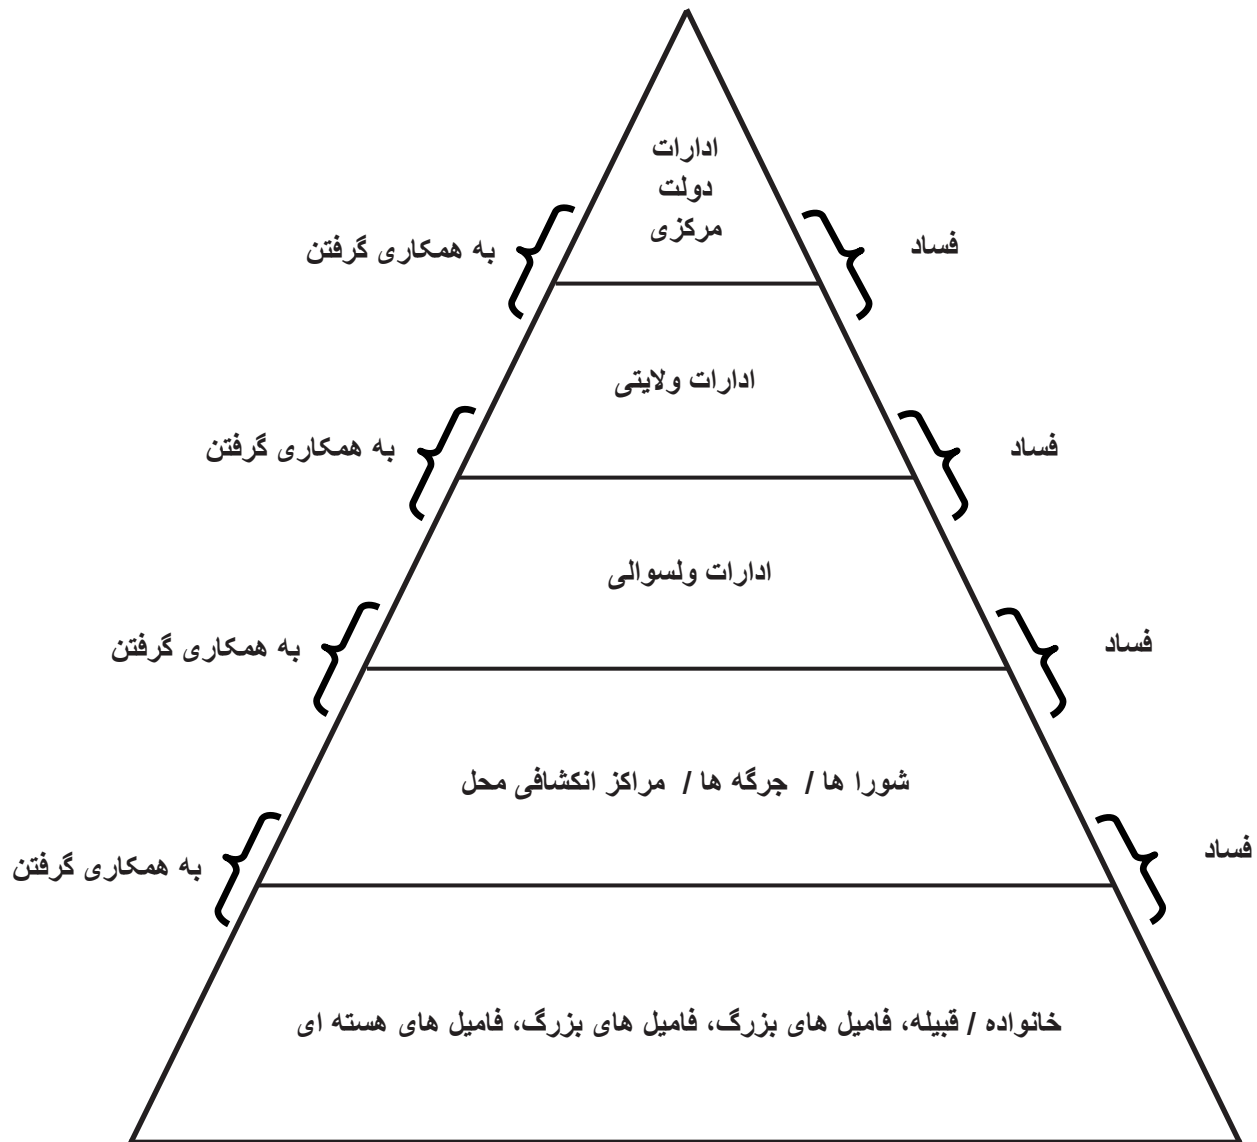 ادارات
دولت
مرکزی
فساد
به همکاری گرفتن
ادارات ولایتی
فساد
به همکاری گرفتن
ادارات ولسوالی
فساد
به همکاری گرفتن
شورا ها / جرگه ها / مراکز انکشافی محل
فساد
به همکاری گرفتن
خانواده / قبیله، فامیل های بزرگ، فامیل های بزرگ، فامیل های هسته ای